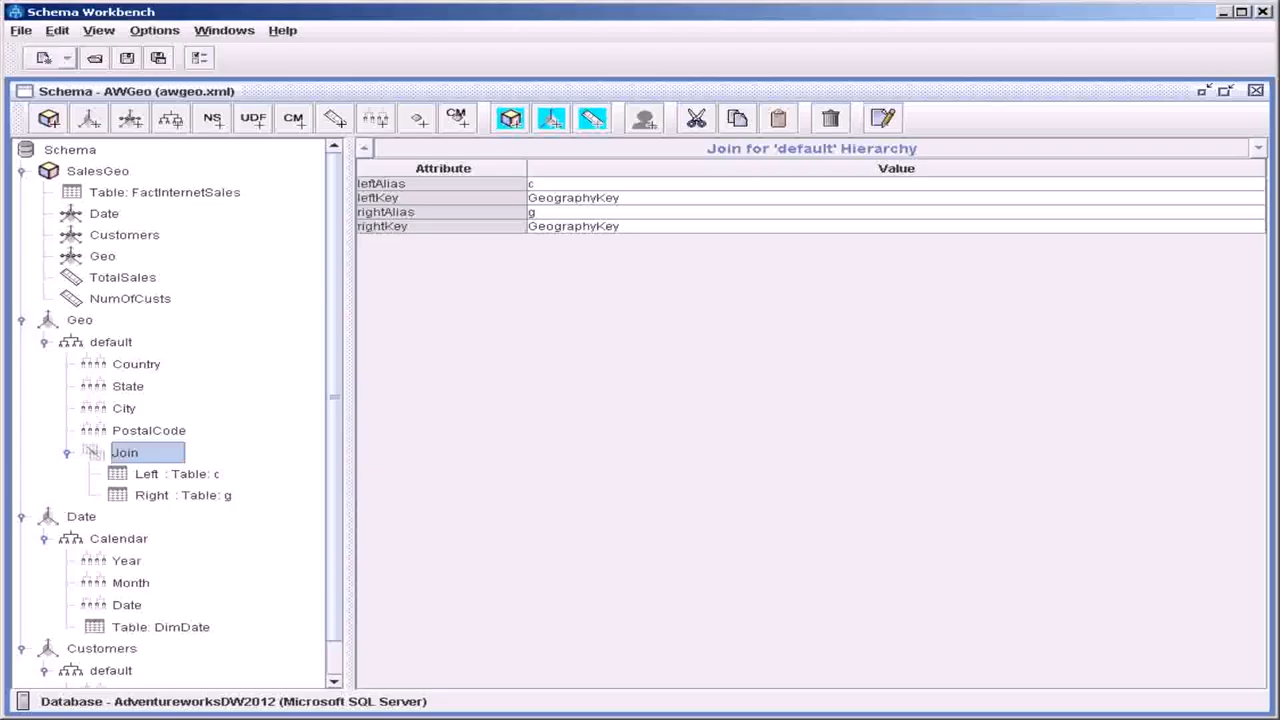 Schema Workbench
File Edit View Options Windows Help
Schema - AWGeo (awgeo.xml)
NS UDF CM CM
Schema
SalesGeo
Table: FactInternetSales
Date
Customers
Geo
TotalSales
NumOfCusts
Geo
default
Country
State
City
PostalCode
Join
Left : Table: c
Right : Table: g
Date
Calendar
Year
Month
Date
Table: DimDate
Customers
default
Join for 'default' Hierarchy
Attribute Value
leftAlias c
leftKey GeographyKey
rightAlias g
rightKey GeographyKey
Database - AdventureworksDW2012 (Microsoft SQL Server)